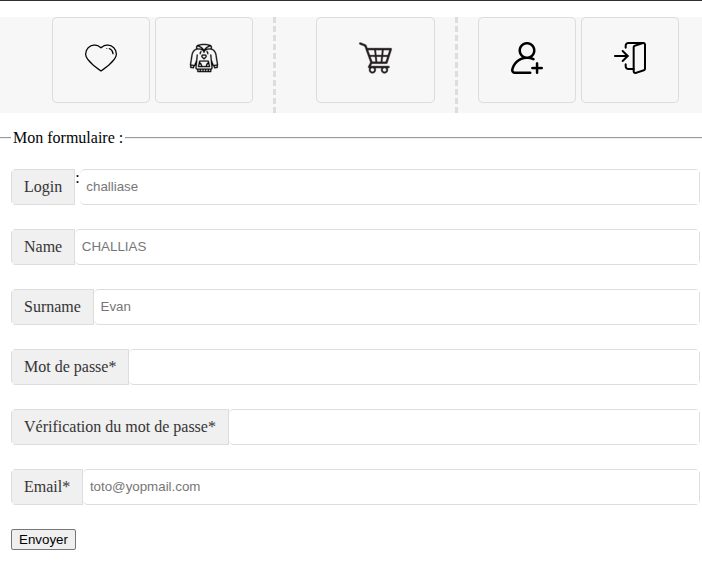 Mon formulaire :
Login : challiase
Name CHALLIAS
Surname Evan
Mot de passe*
Vérification du mot de passe*
Email* toto@yopmail.com
Envoyer